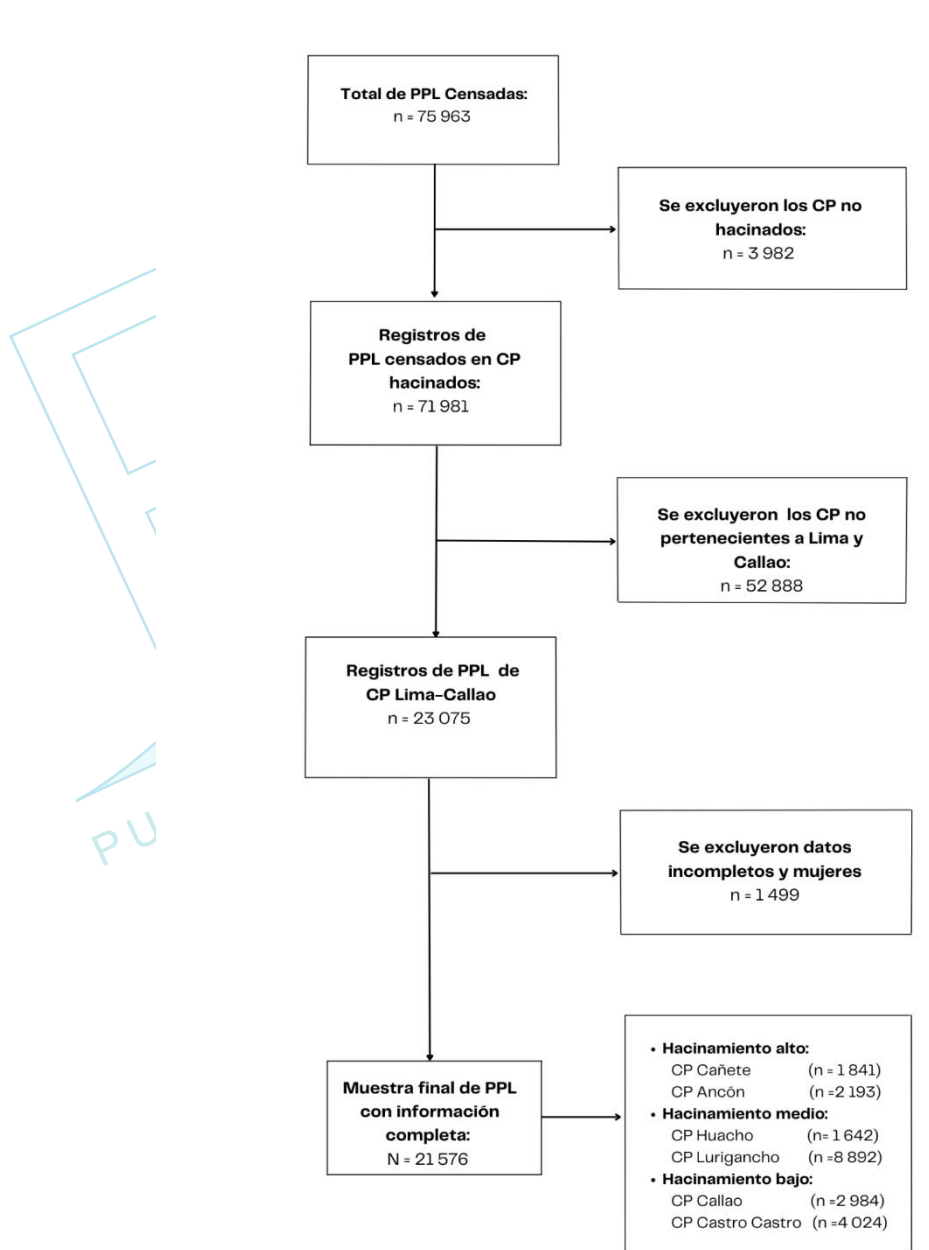 Total de PPL Censadas:
n = 75 963
Se excluyeron los CP no
hacinados:
n = 3 982
Registros de
PPL censados en CP
hacinados:
n = 71 981
Se excluyeron los CP no
pertenecientes a Lima y
Callao:
n = 52 888
Registros de PPL de
CP Lima-Callao
n = 23 075
Se excluyeron datos
incompletos y mujeres
n = 1 499
PU
Muestra final de PPL
con información
completa:
N = 21 576
• Hacinamiento alto:
CP Cañete (n = 1 841)
CP Ancón (n =2 193)
• Hacinamiento medio:
CP Huacho (n= 1 642)
CP Lurigancho (n =8 892)
• Hacinamiento bajo:
CP Callao (n =2 984)
CP Castro Castro (n =4 024)